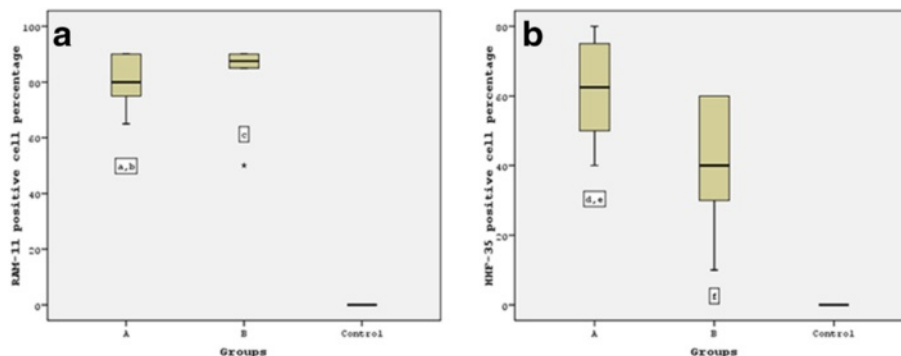 a
RAM-11 positive cell percentage
100
80
60
40
20
0
a,b
c
*
A
B
Control
Groups
b
HHF-35 positive cell percentage
80
60
40
20
0
d,e
f
A
B
Control
Groups